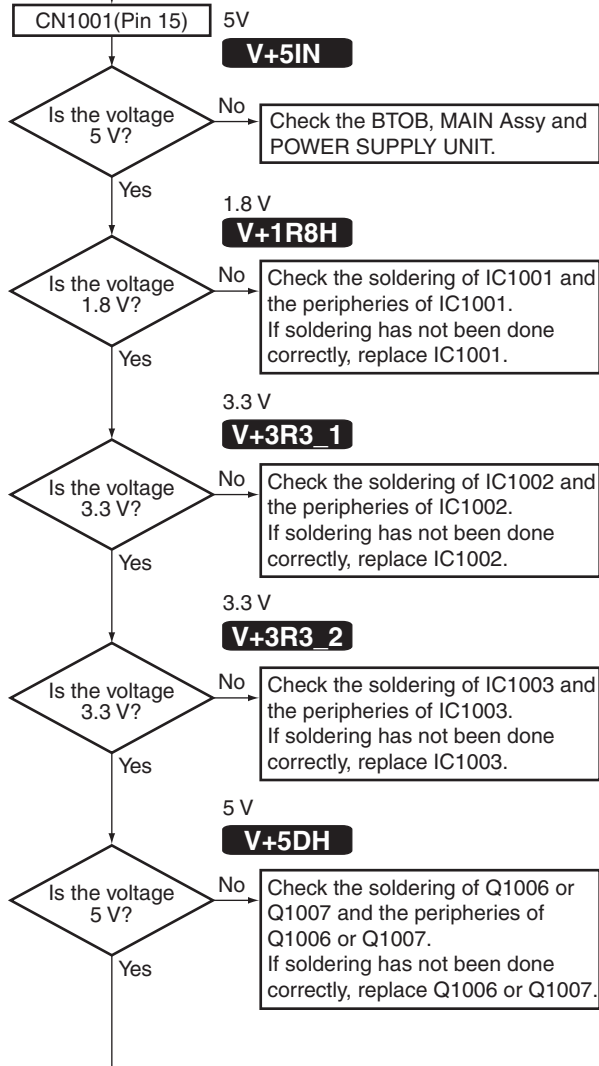 CN1001(Pin 15)
5V
V+5IN
Is the voltage
5 V?
No
Check the BTOB, MAIN Assy and
POWER SUPPLY UNIT.
Yes
1.8 V
V+1R8H
Is the voltage
1.8 V?
No
Check the soldering of IC1001 and
the peripheries of IC1001.
If soldering has not been done
correctly, replace IC1001.
Yes
3.3 V
V+3R3_1
Is the voltage
3.3 V?
No
Check the soldering of IC1002 and
the peripheries of IC1002.
If soldering has not been done
correctly, replace IC1002.
Yes
3.3 V
V+3R3_2
Is the voltage
3.3 V?
No
Check the soldering of IC1003 and
the peripheries of IC1003.
If soldering has not been done
correctly, replace IC1003.
Yes
5 V
V+5DH
Is the voltage
5 V?
No
Check the soldering of Q1006 or
Q1007 and the peripheries of
Q1006 or Q1007.
If soldering has not been done
correctly, replace Q1006 or Q1007.
Yes